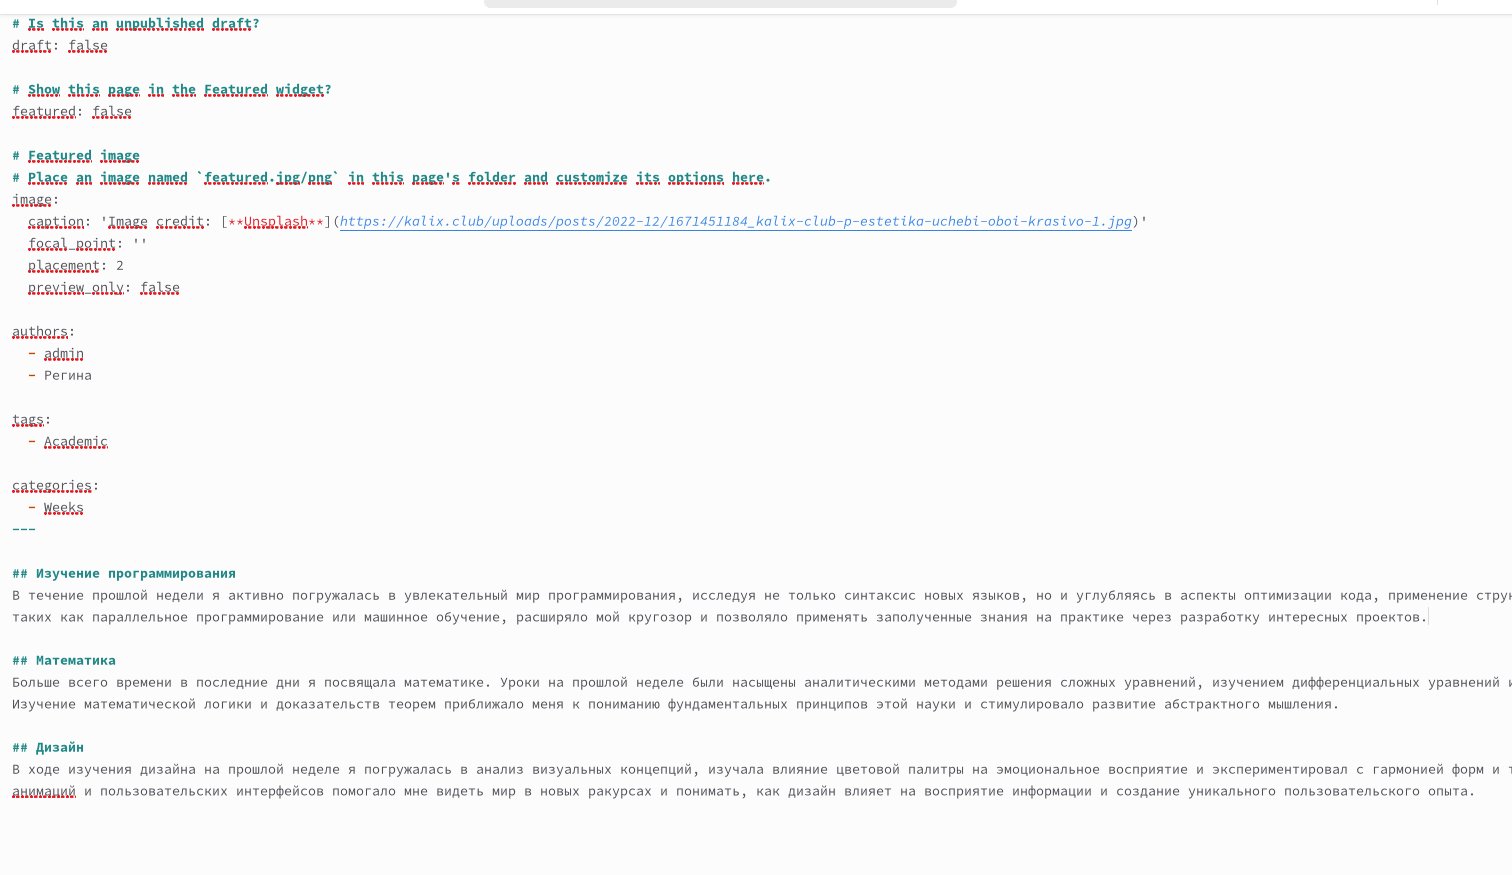 # Is this an unpublished draft?
draft: false
# Show this page in the Featured widget?
featured: false
# Featured image
# Place an image named `featured.jpg/png` in this page's folder and customize its options here.
image:
caption: 'Image credit: [**Unsplash**](https://kalix.club/uploads/posts/2022-12/1671451184_kalix-club-p-estetika-uchebi-oboi-krasivo-1.jpg)'
focal_point: ''
placement: 2
preview_only: false
authors:
- admin
- Регина
tags:
- Academic
categories:
- Weeks
---
## Изучение программирования
В течение прошлой недели я активно погружалась в увлекательный мир программирования, исследуя не только синтаксис новых языков, но и углубляясь в аспекты оптимизации кода, применение
таких как параллельное программирование или машинное обучение, расширяло мой кругозор и позволяло применять заполученные знания на практике через разработку интересных проектов.
## Математика
Больше всего времени в последние дни я посвящала математике. Уроки на прошлой неделе были насыщены аналитическими методами решения сложных уравнений, изучением дифференциальных уравнений
Изучение математической логики и доказательств теорем приближало меня к пониманию фундаментальных принципов этой науки и стимулировало развитие абстрактного мышления.
## Дизайн
В ходе изучения дизайна на прошлой неделе я погружалась в анализ визуальных концепций, изучала влияние цветовой палитры на эмоциональное восприятие и экспериментировал с гармонией форм и
анимаций и пользовательских интерфейсов помогало мне видеть мир в новых ракурсах и понимать, как дизайн влияет на восприятие информации и создание уникального пользовательского опыта.